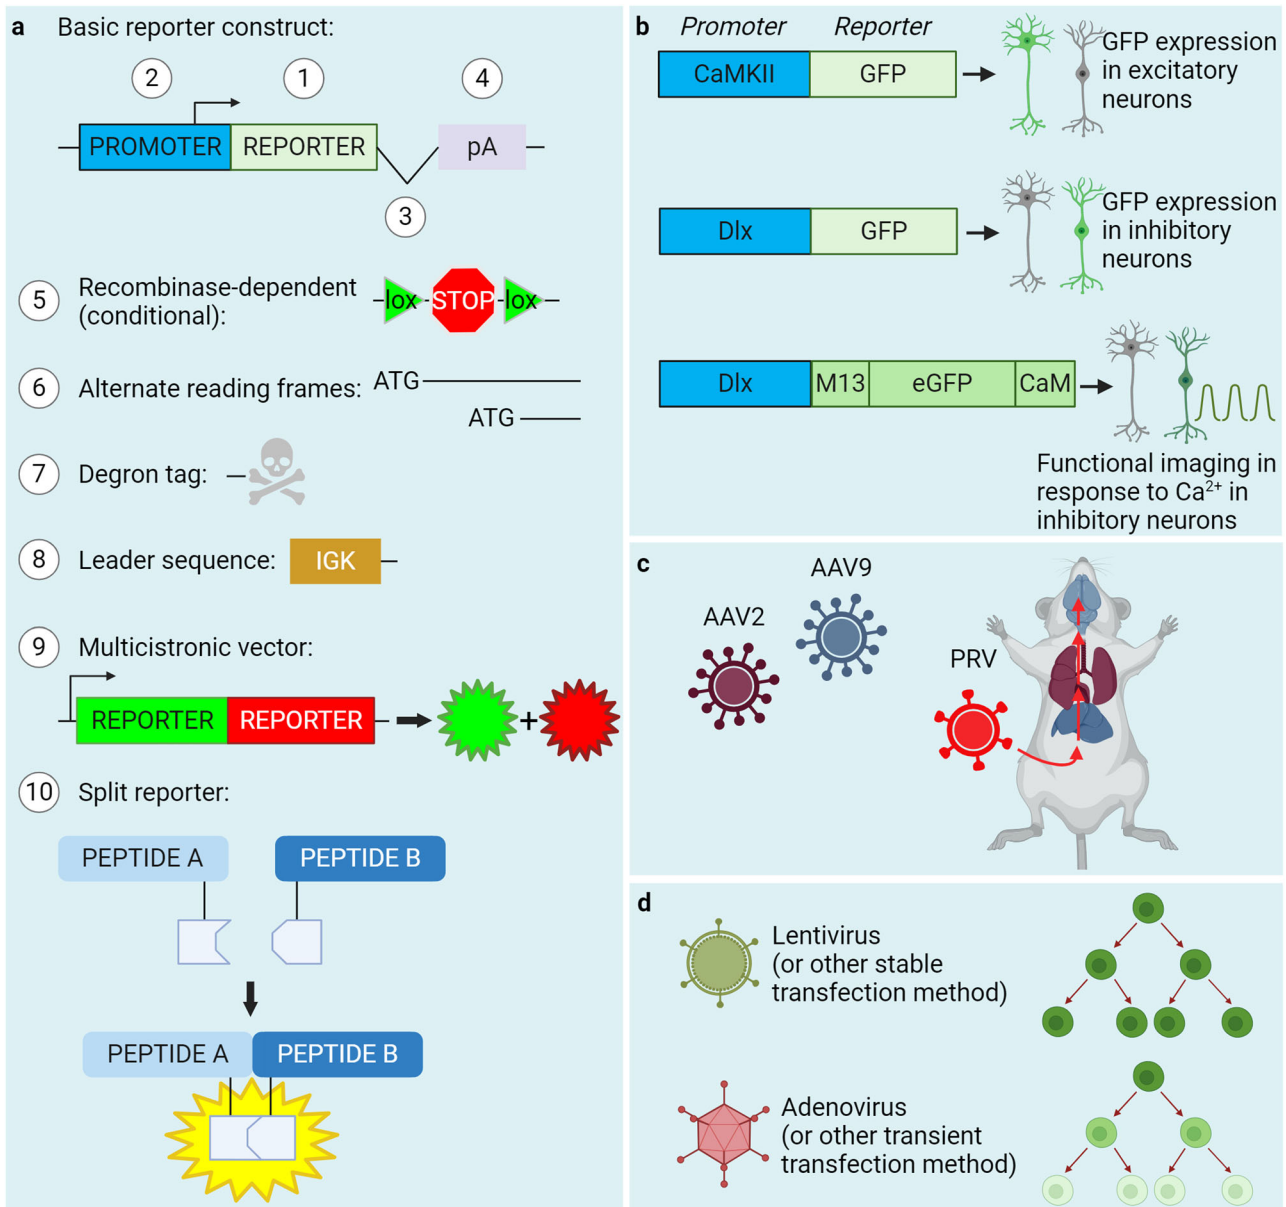 a Basic reporter construct:
2 1 4
PROMOTER REPORTER pA
3
5 Recombinase-dependent
(conditional):
lox STOP lox
6 Alternate reading frames:
ATG
ATG
7 Degron tag:
8 Leader sequence: IGK
9 Multicistronic vector:
REPORTER REPORTER +
10 Split reporter:
PEPTIDE A PEPTIDE B
PEPTIDE A PEPTIDE B
b Promoter Reporter
CaMKII GFP
GFP expression
in excitatory
neurons
Dlx GFP
GFP expression
in inhibitory
neurons
Dlx M13 eGFP CaM
Functional imaging in
response to Ca2+ in
inhibitory neurons
c
AAV9
AAV2
PRV
d
Lentivirus
(or other stable
transfection method)
Adenovirus
(or other transient
transfection method)